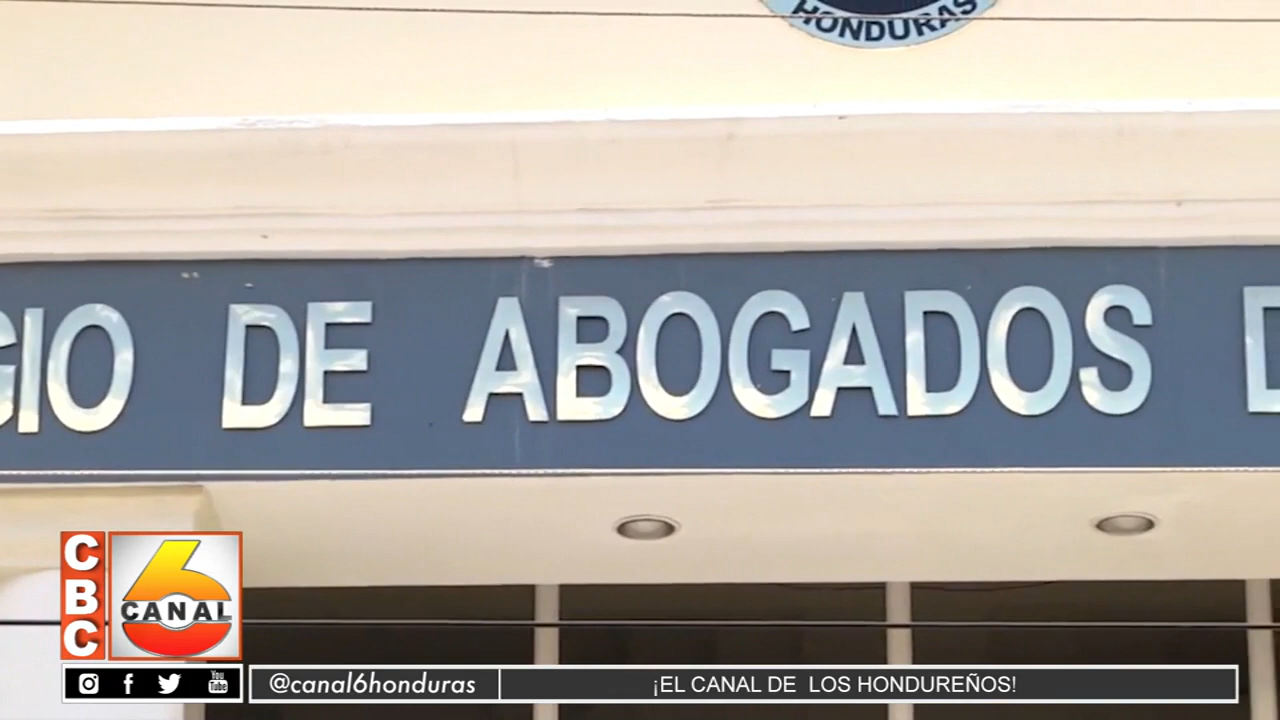 HONDURAS
GIO DE ABOGADOS D
CBC
CANAL 6
You Tube
@canal6honduras
¡EL CANAL DE LOS HONDUREÑOS!